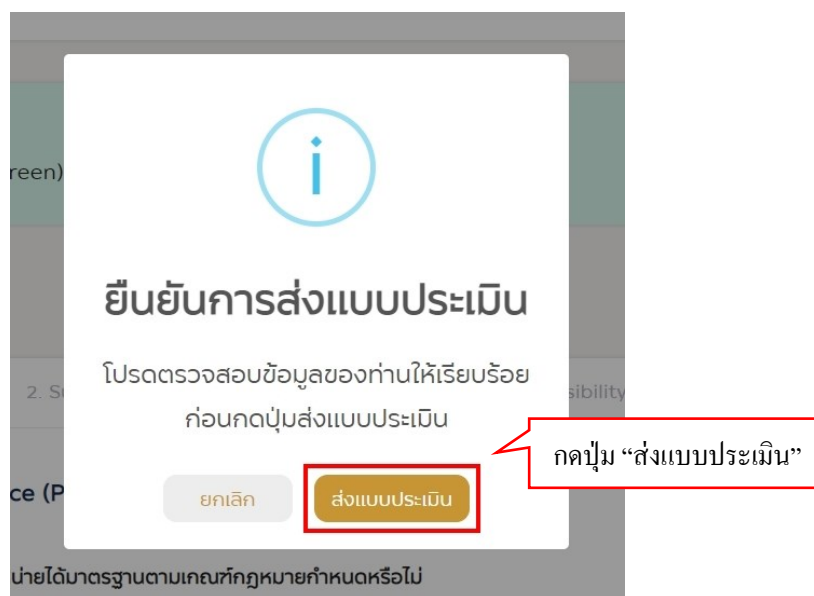 reen)
ยืนยันการส่งแบบประเมิน
โปรดตรวจสอบข้อมูลของท่านให้เรียบร้อย
ก่อนกดปุ่มส่งแบบประเมิน
2. S
sibility
กดปุ่ม “ส่งแบบประเมิน”
ce (P
ยกเลิก ส่งแบบประเมิน
น่ายได้มาตรฐานตามเกณฑ์กฎหมายกำหนดหรือไม่